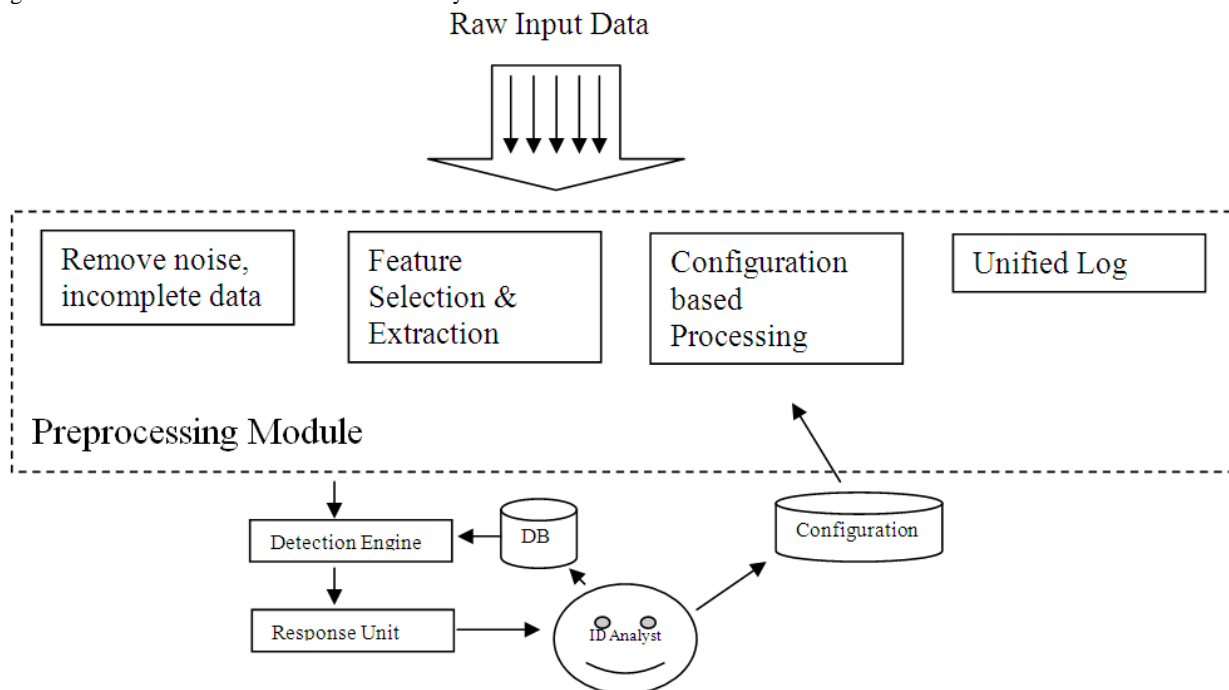 Raw Input Data
Remove noise,
incomplete data
Feature
Selection &
Extraction
Configuration
based
Processing
Unified Log
Preprocessing Module
Detection Engine
DB
Configuration
Response Unit
ID Analyst